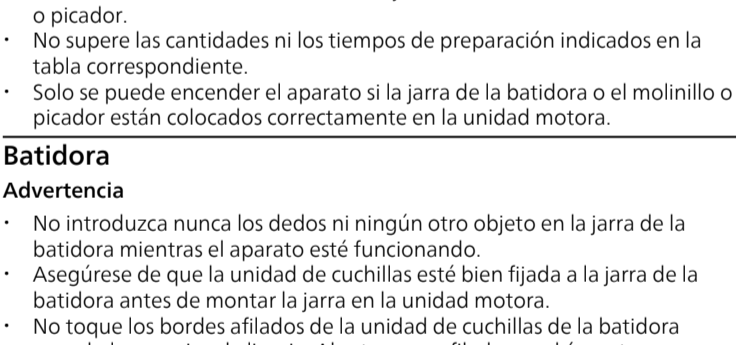 o picador.
· No supere las cantidades ni los tiempos de preparación indicados en la
tabla correspondiente.
· Solo se puede encender el aparato si la jarra de la batidora o el molinillo o
picador están colocados correctamente en la unidad motora.
Batidora
Advertencia
· No introduzca nunca los dedos ni ningún otro objeto en la jarra de la
batidora mientras el aparato esté funcionando.
· Asegúrese de que la unidad de cuchillas esté bien fijada a la jarra de la
batidora antes de montar la jarra en la unidad motora.
· No toque los bordes afilados de la unidad de cuchillas de la batidora